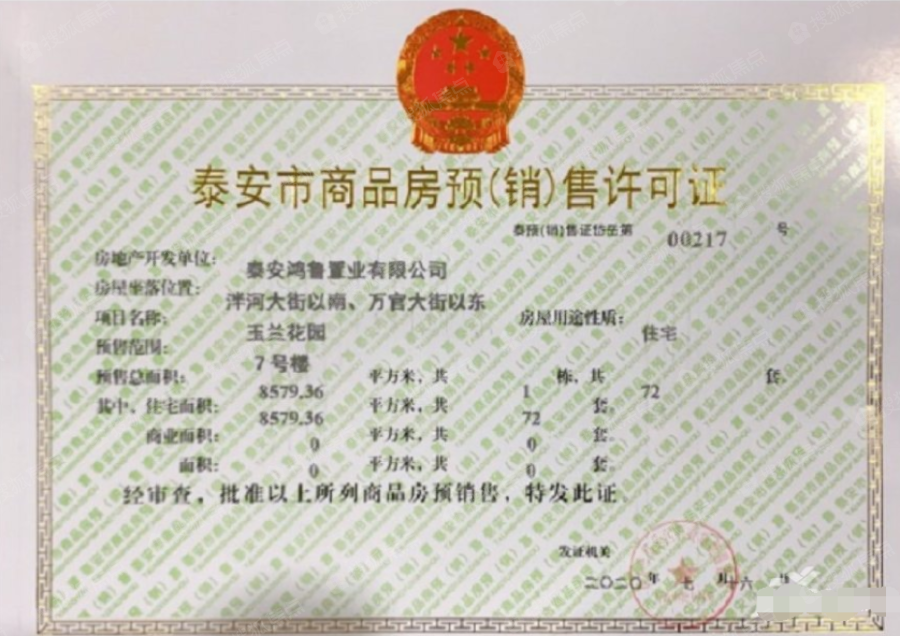 泰安市商品房预(销)售许可证
泰预(销)售证岱岳第 00217 号
房地产开发单位: 泰安鸿鲁置业有限公司
房屋坐落位置: 泮河大街以南、万官大街以东
项目名称: 玉兰花园 房屋用途性质: 住宅
预售范围: 7号楼
预售总面积: 8579.36 平方米,共 1 栋,共 72 套。
其中,住宅面积: 8579.36 平方米,共 72 套。
商业面积: 0 平方米,共 0 套。
面积: 0 平方米,共 0 套。
经审查,批准以上所列商品房预销售,特发此证
发证机关
二〇二〇年 七 月十六